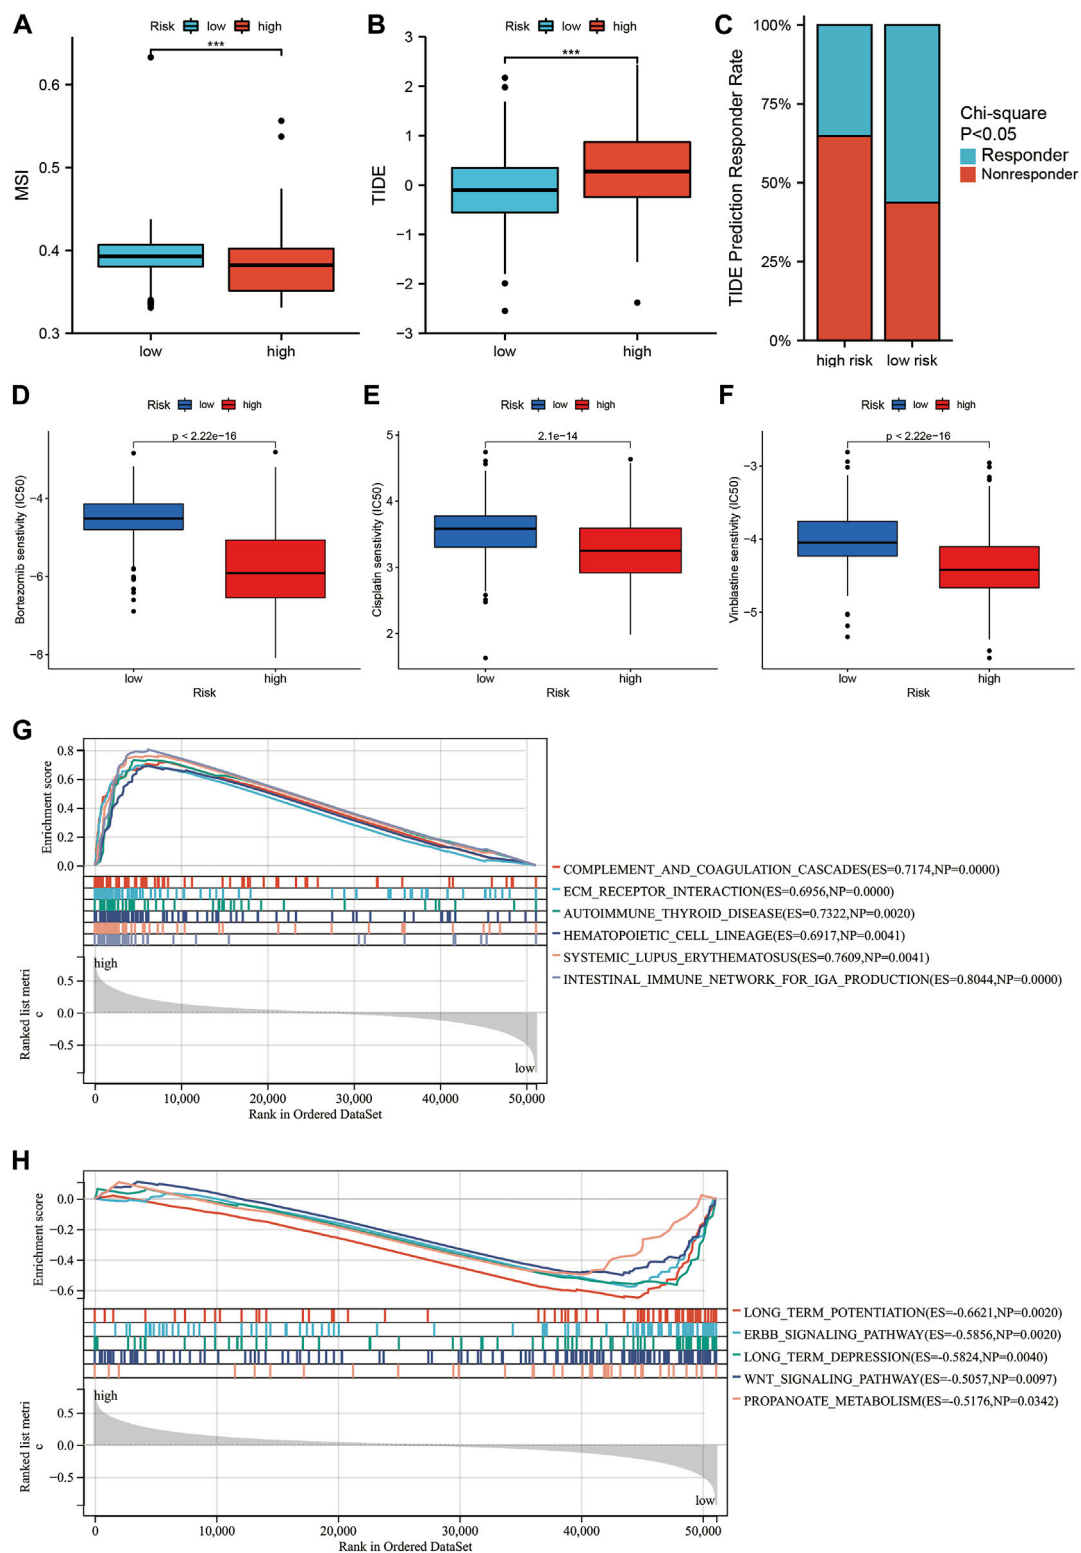 A
Risk low high
***
MSI
0.6
0.5
0.4
0.3
low high
B
Risk low high
***
TIDE
3
2
1
0
−1
−2
−3
low high
C
TIDE Prediction Responder Rate
100%
75%
50%
25%
0%
high risk low risk
Chi-square
P<0.05
Responder
Nonresponder
D
Risk low high
p < 2.22e−16
Bortezomib senstivity (IC50)
−4
−6
−8
low high
Risk
E
Risk low high
2.1e−14
Cisplatin senstivity (IC50)
5
4
3
2
low high
Risk
F
Risk low high
p < 2.22e−16
Vinblastine senstivity (IC50)
−3
−4
−5
low high
Risk
G
Enrichment score
0.8
0.6
0.4
0.2
0.0
COMPLEMENT_AND_COAGULATION_CASCADES(ES=0.7174,NP=0.0000)
ECM_RECEPTOR_INTERACTION(ES=0.6956,NP=0.0000)
AUTOIMMUNE_THYROID_DISEASE(ES=0.7322,NP=0.0020)
HEMATOPOIETIC_CELL_LINEAGE(ES=0.6917,NP=0.0041)
SYSTEMIC_LUPUS_ERYTHEMATOSUS(ES=0.7609,NP=0.0041)
INTESTINAL_IMMUNE_NETWORK_FOR_IGA_PRODUCTION(ES=0.8044,NP=0.0000)
Ranked list metri
c
high
0.5
0.0
−0.5
low
0 10,000 20,000 30,000 40,000 50,000
Rank in Ordered DataSet
H
Enrichment score
0.0
−0.2
−0.4
−0.6
LONG_TERM_POTENTIATION(ES=-0.6621,NP=0.0020)
ERBB_SIGNALING_PATHWAY(ES=-0.5856,NP=0.0020)
LONG_TERM_DEPRESSION(ES=-0.5824,NP=0.0040)
WNT_SIGNALING_PATHWAY(ES=-0.5057,NP=0.0097)
PROPANOATE_METABOLISM(ES=-0.5176,NP=0.0342)
Ranked list metri
c
high
0.5
0.0
−0.5
low
0 10,000 20,000 30,000 40,000 50,000
Rank in Ordered DataSet